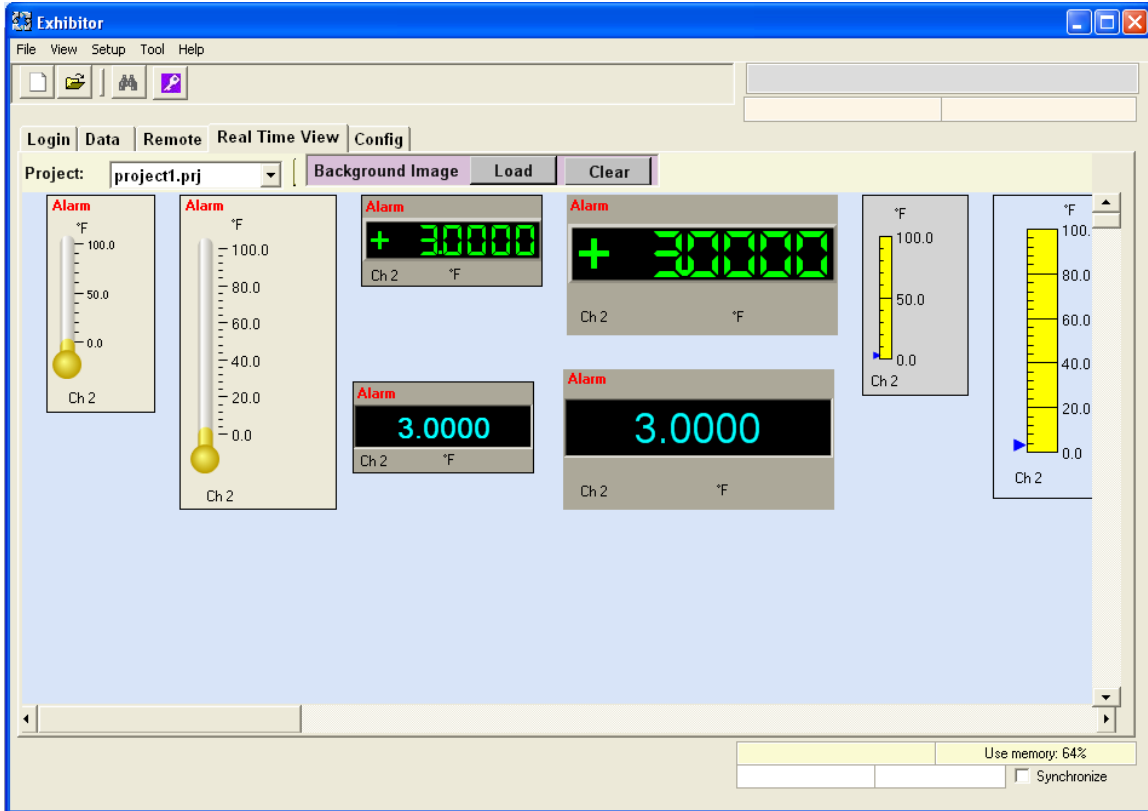 Exhibitor
File View Setup Tool Help
Login Data Remote Real Time View Config
Project: project1.prj Background Image Load Clear
Alarm
°F
100.0
50.0
0.0
Ch 2
Alarm
°F
100.0
80.0
60.0
40.0
20.0
0.0
Ch 2
Alarm
+ 3.0000
Ch 2 °F
Alarm
3.0000
Ch 2 °F
Alarm
+ 3.0000
Ch 2 °F
Alarm
3.0000
Ch 2 °F
°F
100.0
50.0
0.0
Ch 2
°F
100.
80.0
60.0
40.0
20.0
0.0
Ch 2
Use memory: 64%
Synchronize